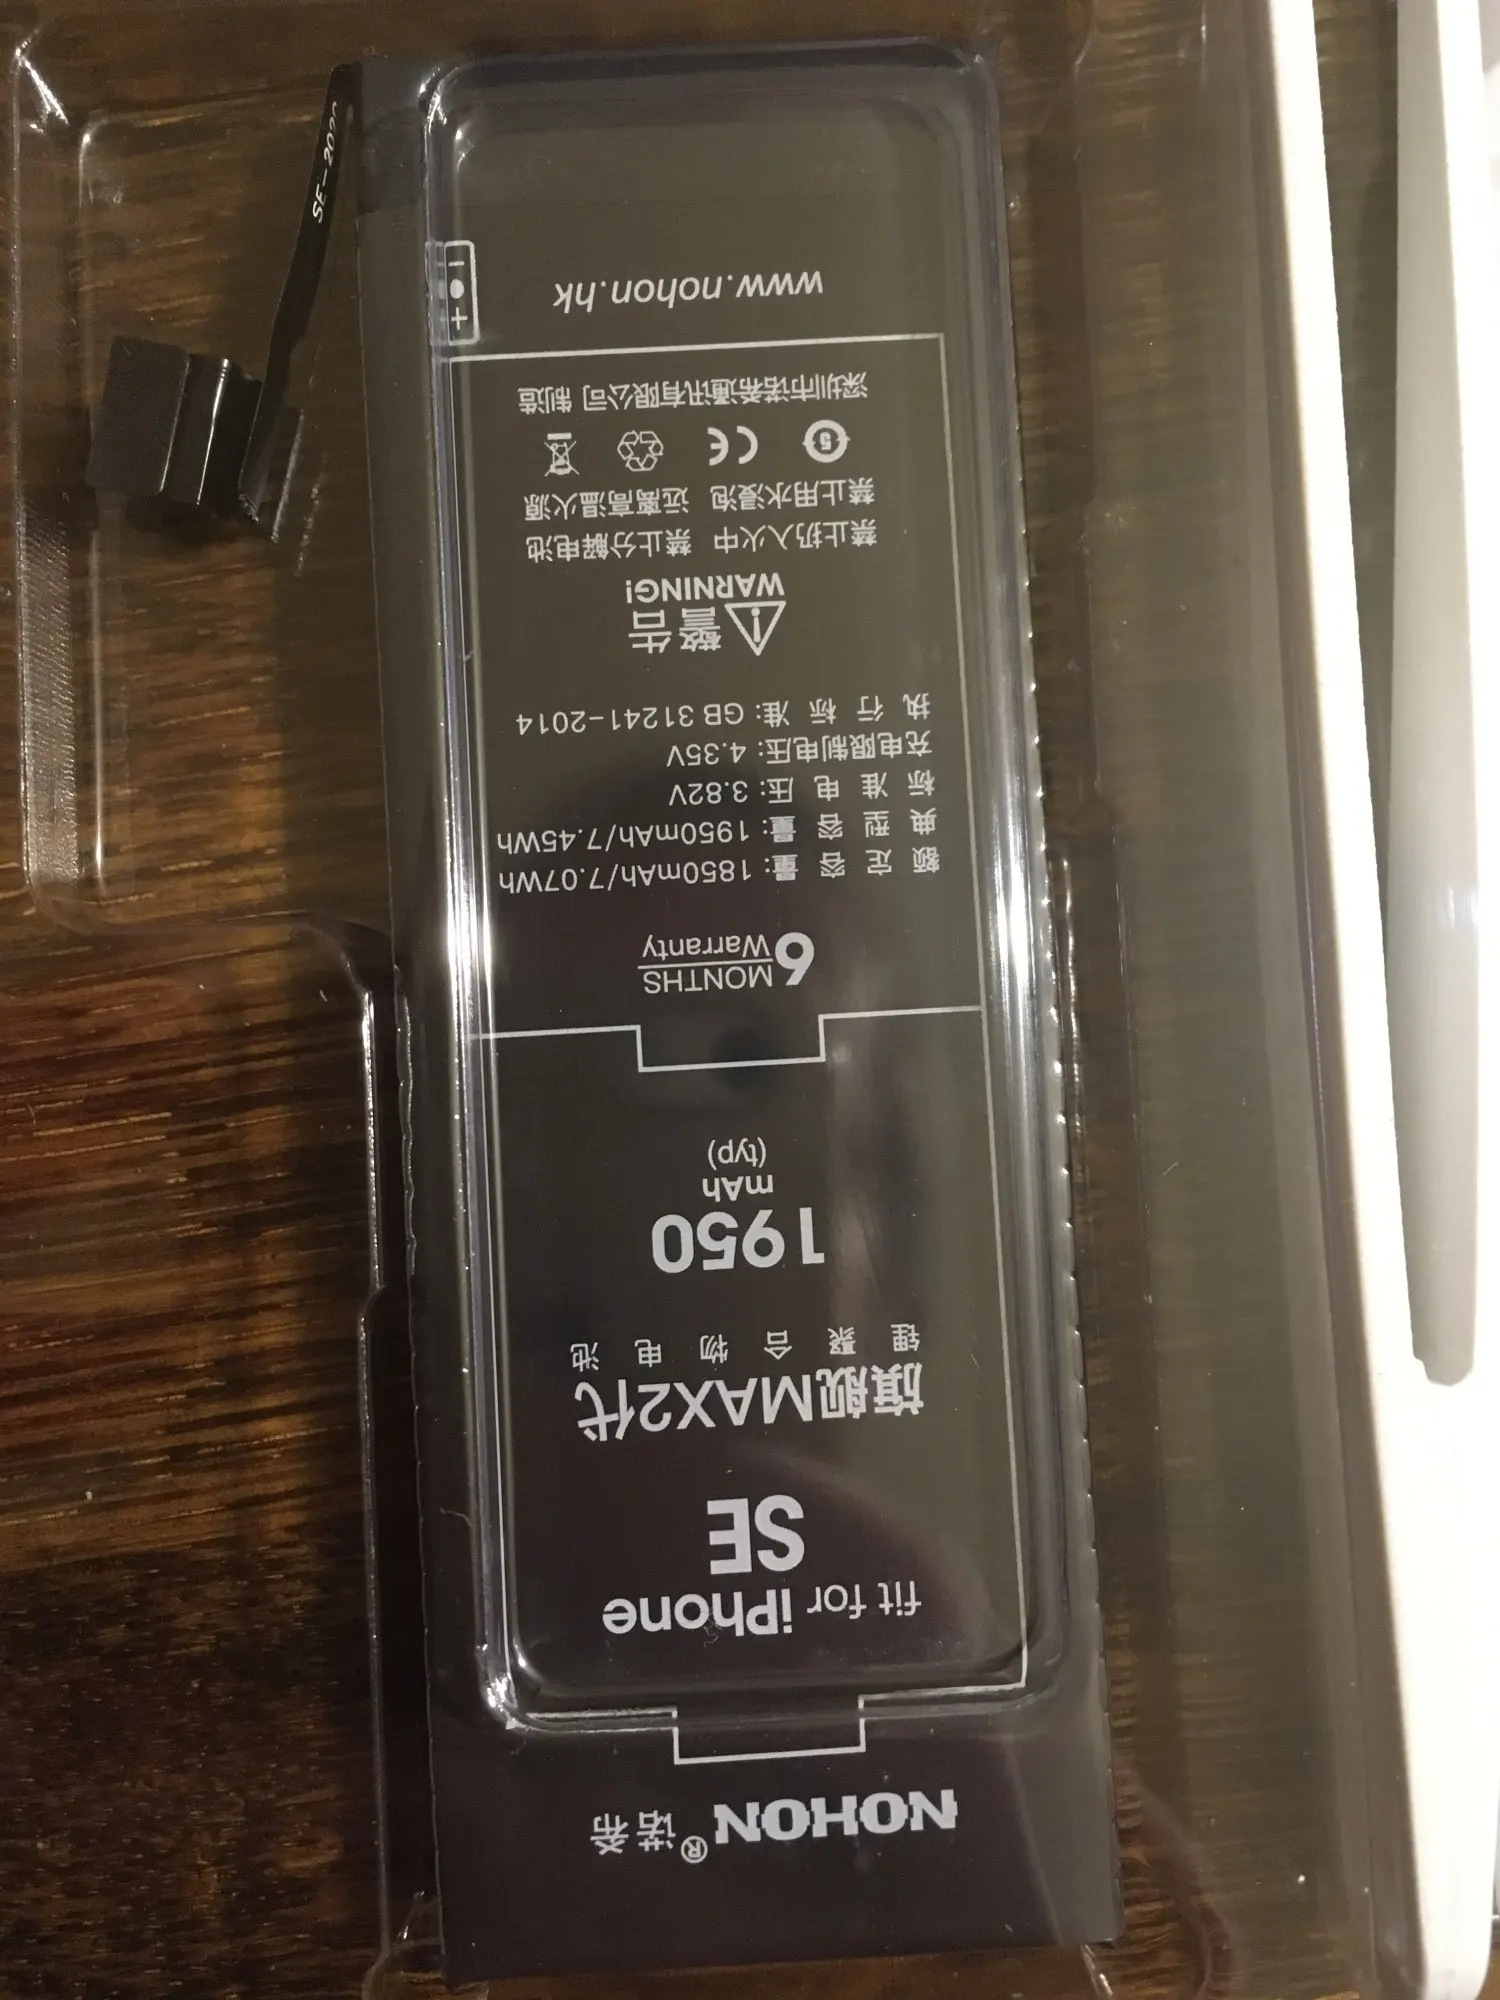 NOHON® 诺希
fit for iPhone
SE
旗舰MAX2代
锂聚合物电池
1950
mAh
(typ)
6 MONTHS
Warranty
额定容量: 1850mAh/7.07Wh
典型容量: 1950mAh/7.45Wh
标准电压: 3.82V
充电限制电压: 4.35V
执行标准: GB 31241-2014
警告
WARNING!
禁止扔入火中 禁止分解电池
禁止用水浸泡 远离高温火源
5 CE
深圳市诺希通讯有限公司 制造
www.nohon.hk
+ -